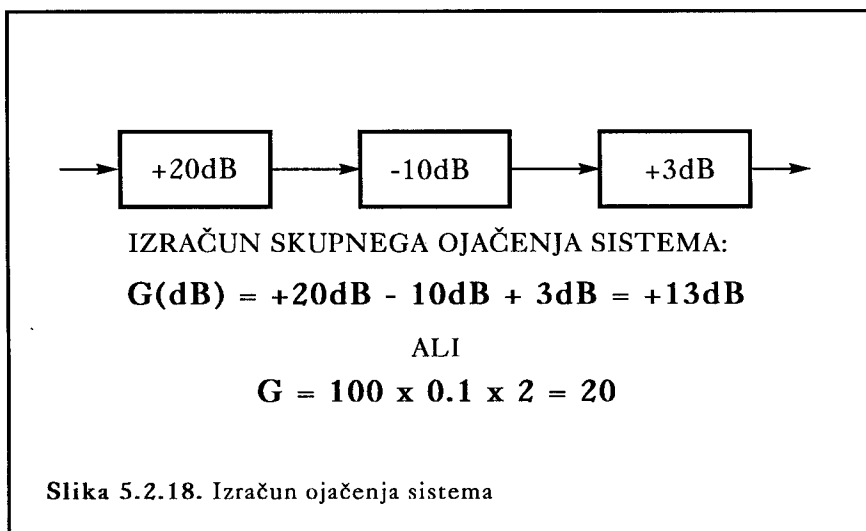 +20dB -10dB +3dB
IZRAČUN SKUPNEGA OJAČENJA SISTEMA:
G(dB) = +20dB - 10dB + 3dB = +13dB
ALI
G = 100 x 0.1 x 2 = 20
Slika 5.2.18. Izračun ojačenja sistema